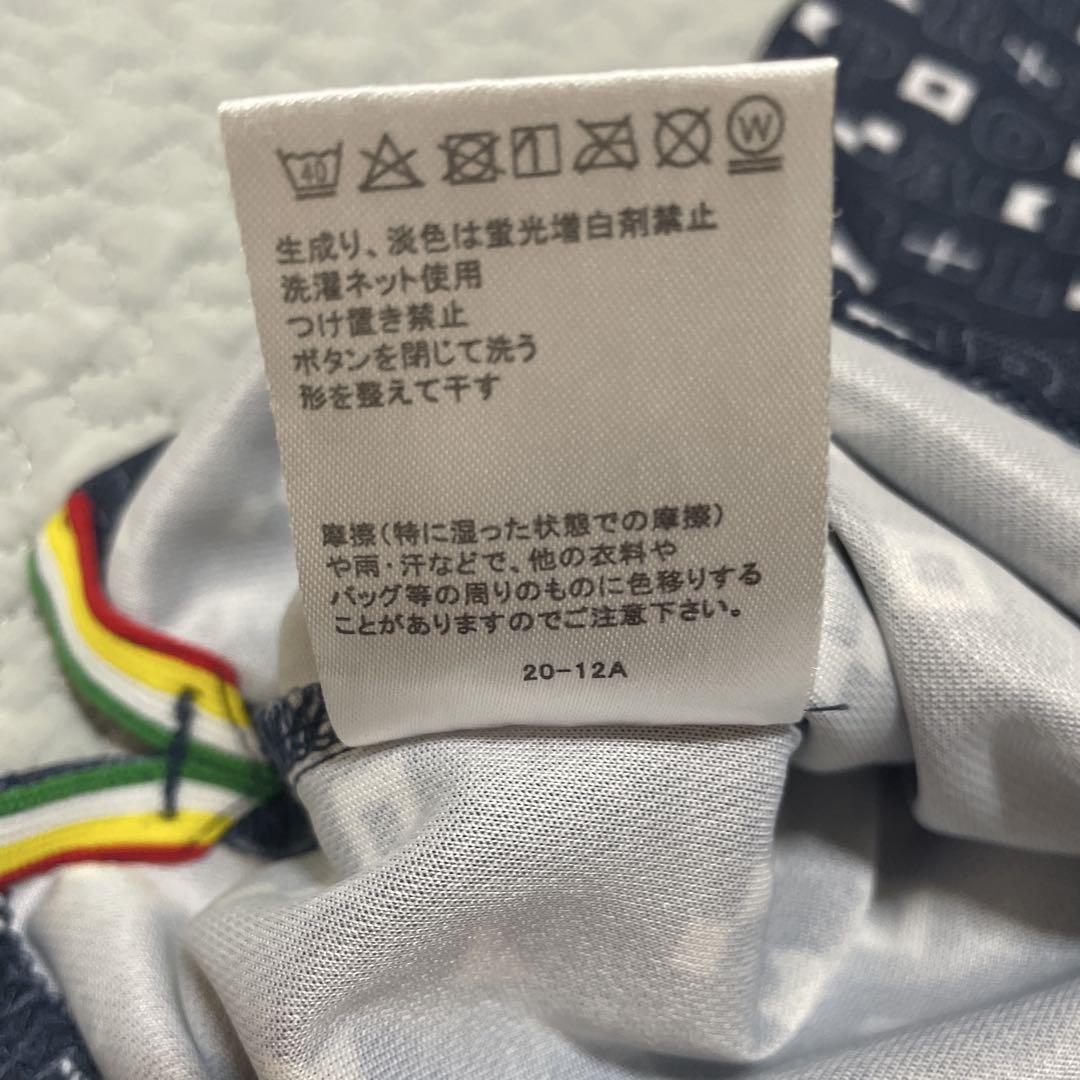 40
W
生成り、淡色は蛍光増白剤禁止
洗濯ネット使用
つけ置き禁止
ボタンを閉じて洗う
形を整えて干す
摩擦(特に湿った状態での摩擦)
や雨・汗などで、他の衣料や
バッグ等の周りのものに色移りする
ことがありますのでご注意下さい。
20-12A